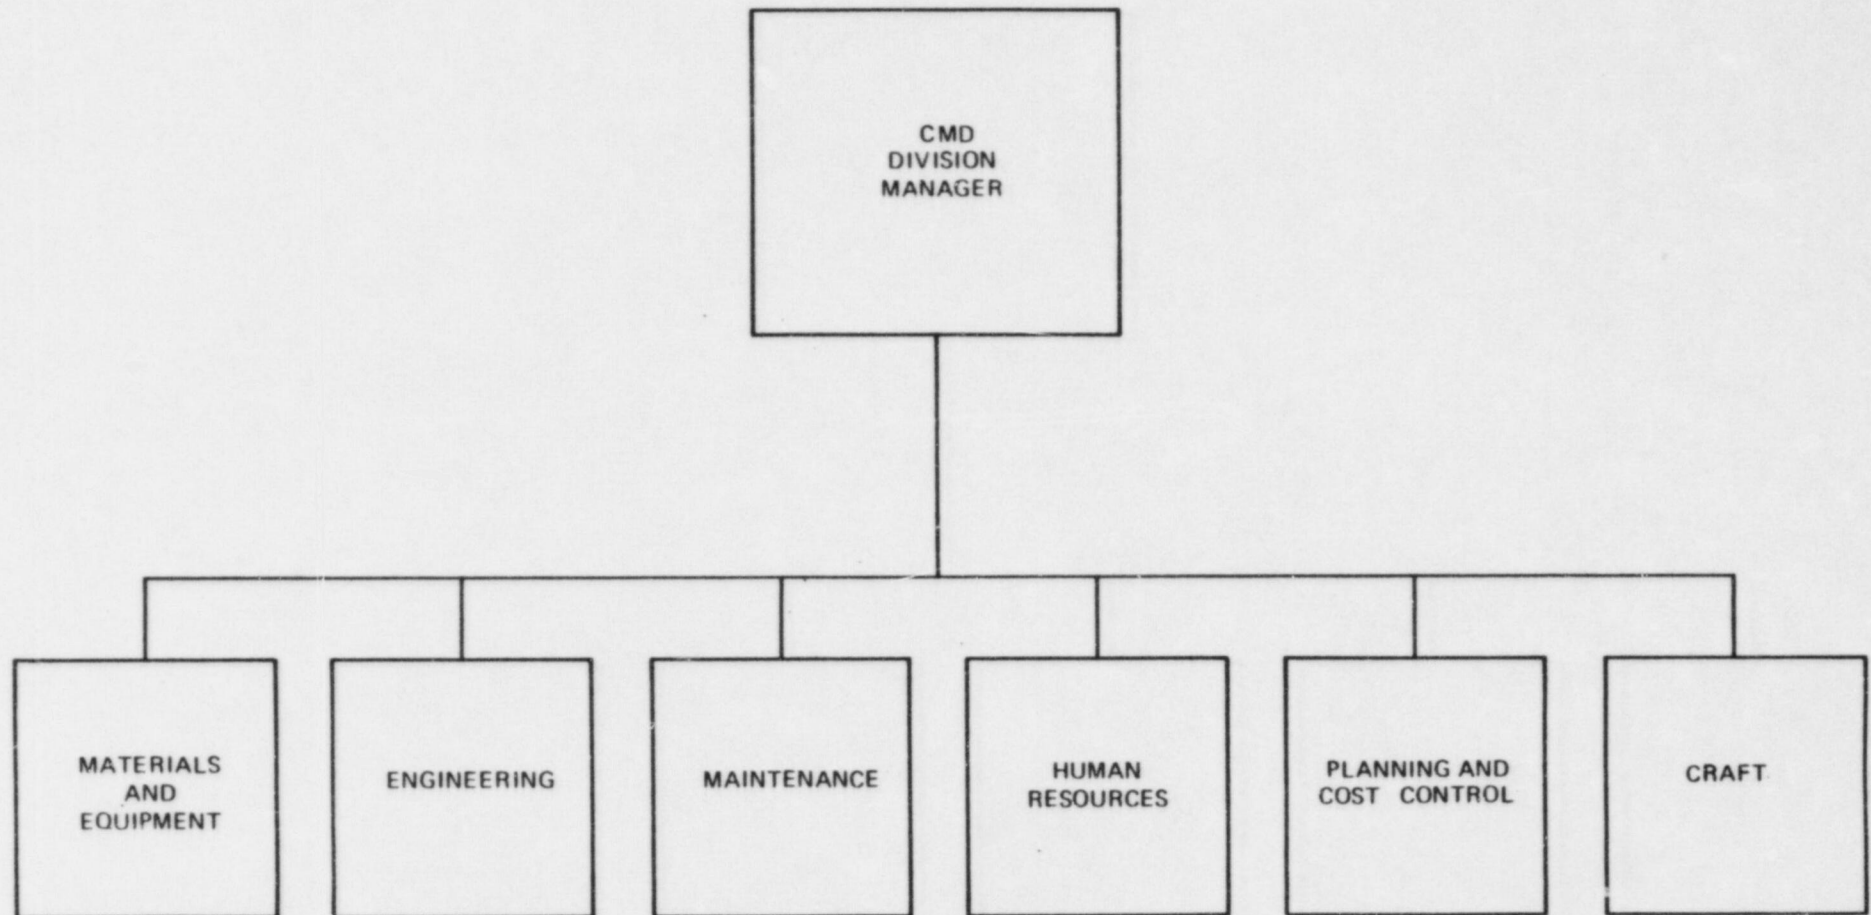 CMD
DIVISION
MANAGER
MATERIALS
AND
EQUIPMENT
ENGINEERING
MAINTENANCE
HUMAN
RESOURCES
PLANNING AND
COST CONTROL
CRAFT